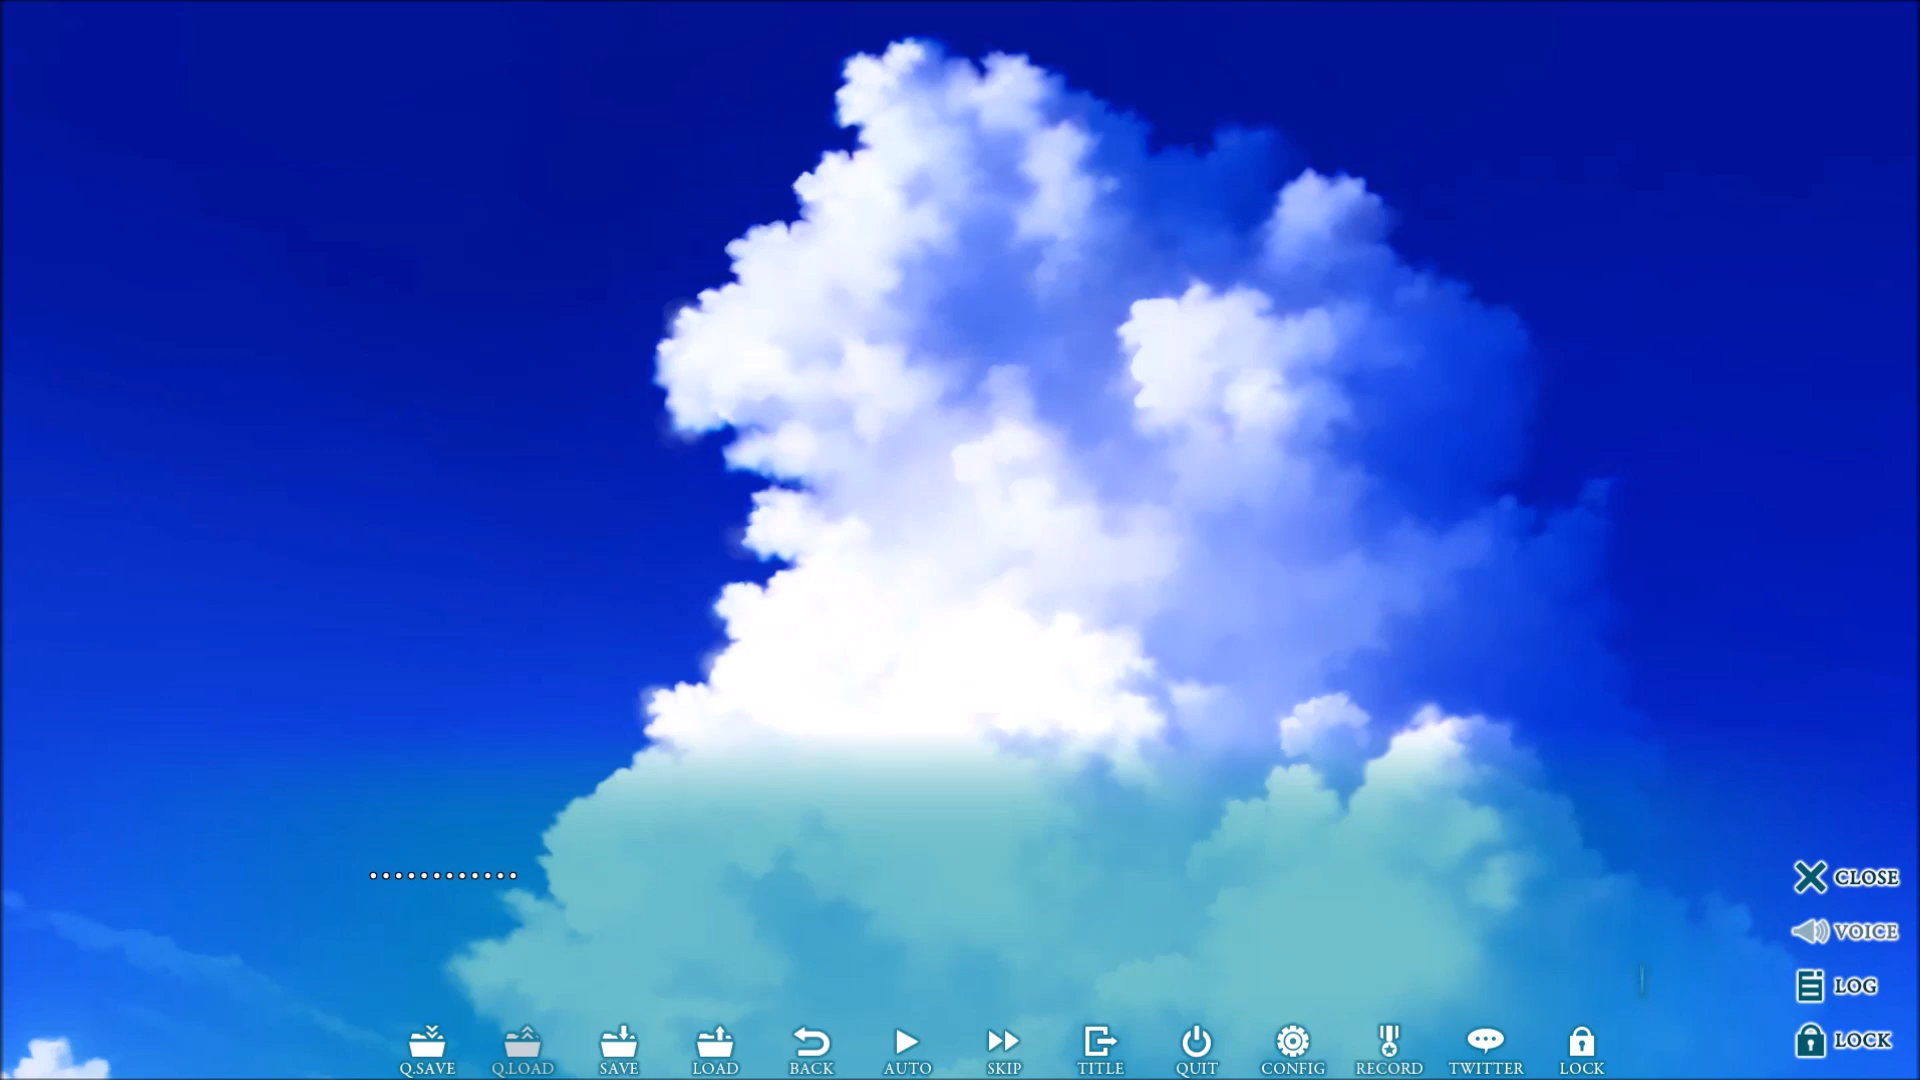 …………
CLOSE
VOICE
LOG
LOCK
Q.SAVE Q.LOAD SAVE LOAD BACK AUTO SKIP TITLE QUIT CONFIG RECORD TWITTER LOCK